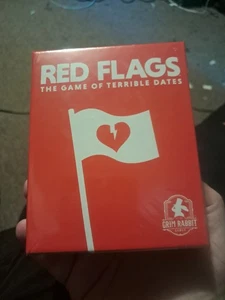 RED FLAGS
THE GAME OF TERRIBLE DATES
GRIM RABBIT